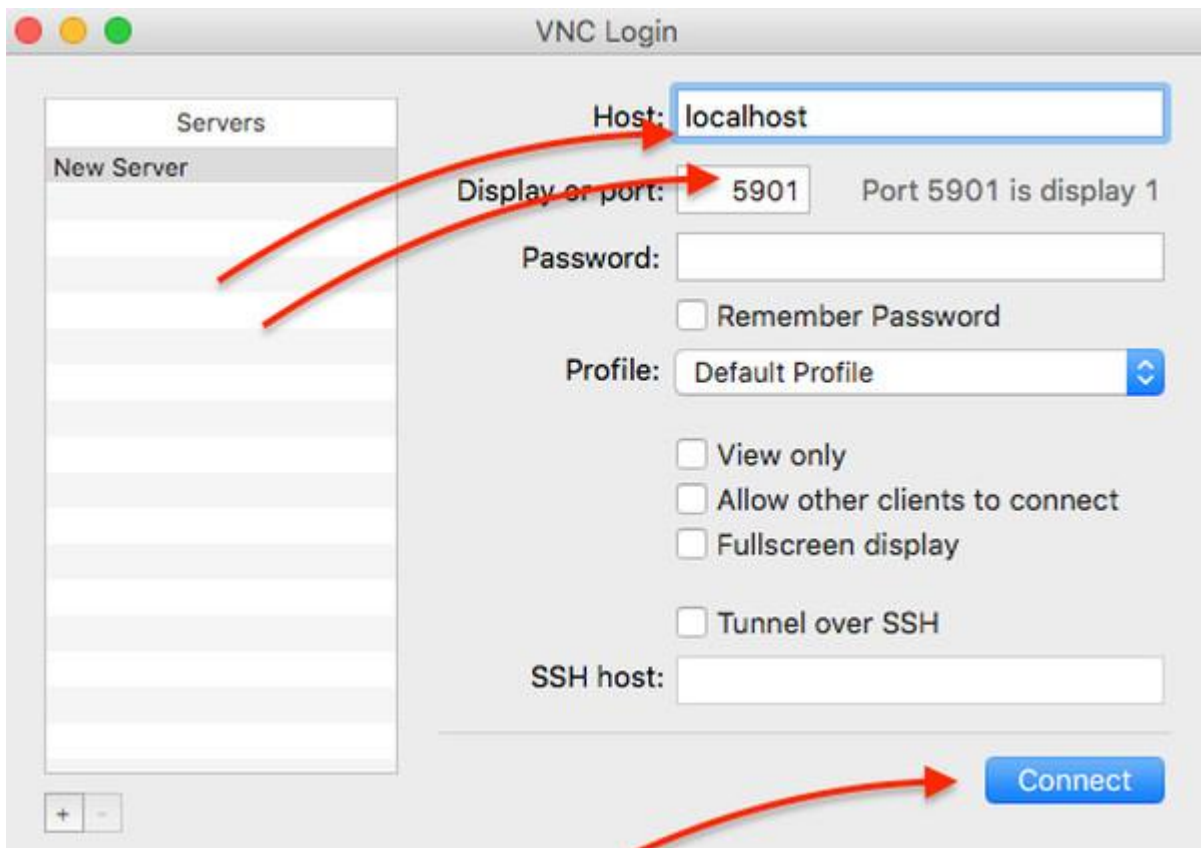 VNC Login
Servers
New Server
Host: localhost
Display or port: 5901 Port 5901 is display 1
Password:
Remember Password
Profile: Default Profile
View only
Allow other clients to connect
Fullscreen display
Tunnel over SSH
SSH host:
Connect
+ -